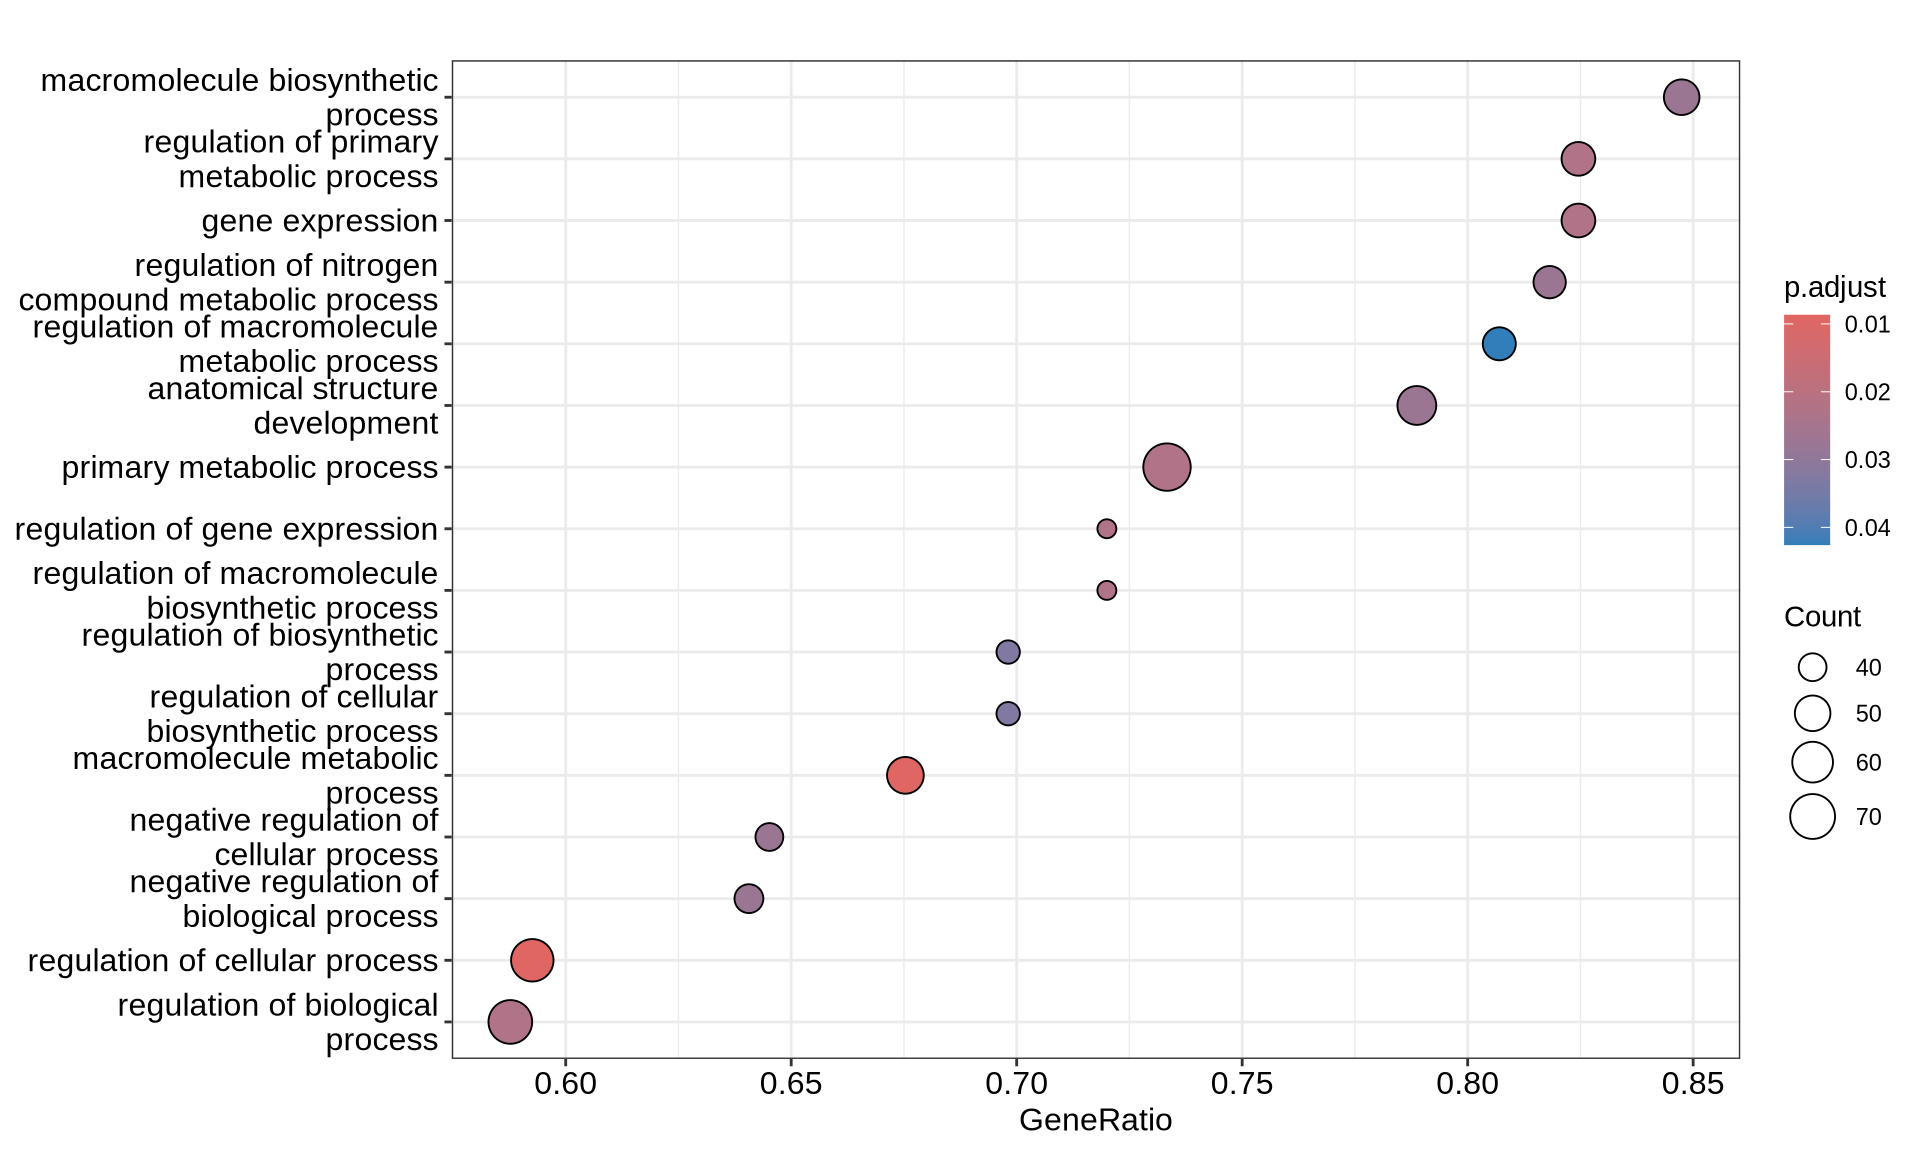 macromolecule biosynthetic
process
regulation of primary
metabolic process
gene expression
regulation of nitrogen
compound metabolic process
regulation of macromolecule
metabolic process
anatomical structure
development
primary metabolic process
regulation of gene expression
regulation of macromolecule
biosynthetic process
regulation of biosynthetic
process
regulation of cellular
biosynthetic process
macromolecule metabolic
process
negative regulation of
cellular process
negative regulation of
biological process
regulation of cellular process
regulation of biological
process
0.60 0.65 0.70 0.75 0.80 0.85
GeneRatio
p.adjust
0.01
0.02
0.03
0.04
Count
40
50
60
70